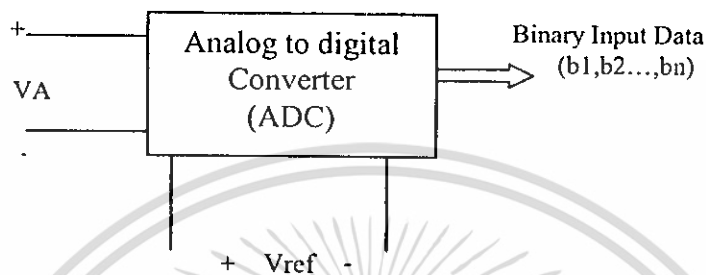 +
Analog to digital
Converter
(ADC)
Binary Input Data
(b1,b2...,bn)
VA
-
+ Vref -